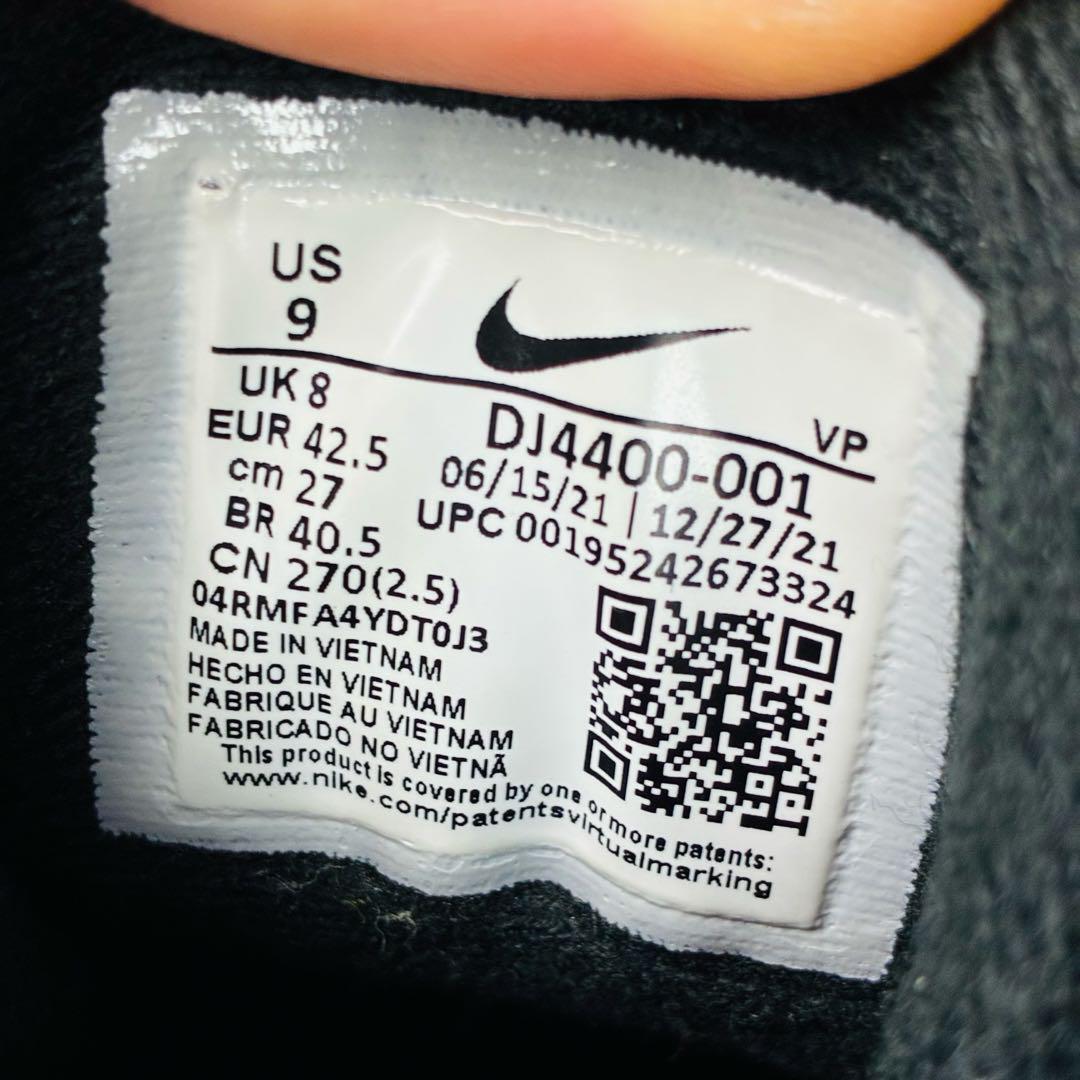 US
9
VP
UK 8
EUR 42.5
cm 27
BR 40.5
CN 270(2.5)
DJ4400-001
06/15/21 | 12/27/21
UPC 00195242673324
04RMFA4YDT0J3
MADE IN VIETNAM
HECHO EN VIETNAM
FABRIQUE AU VIETNAM
FABRICADO NO VIETNÃ
This product is covered by one or more patents:
www.nike.com/patentsvirtualmarking